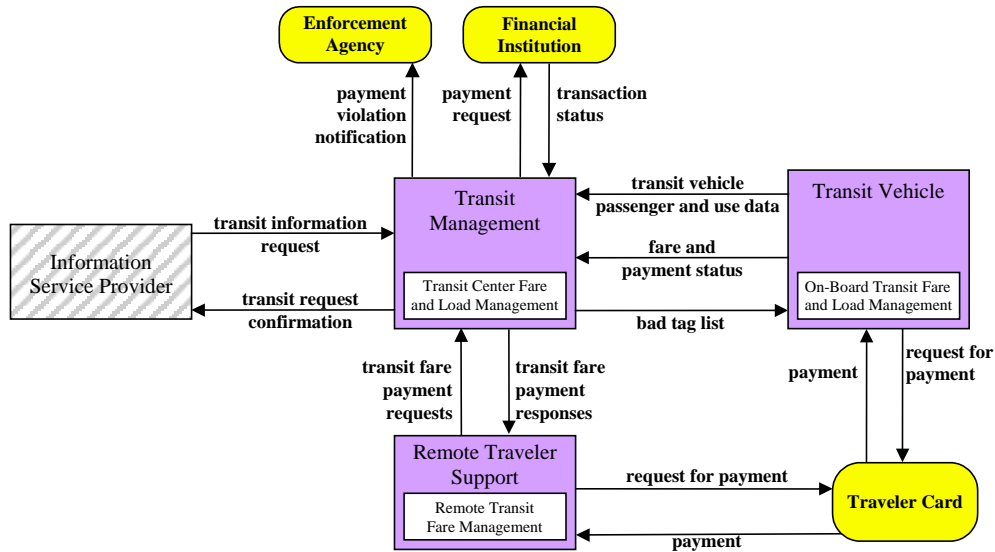 Enforcement
Agency
Financial
Institution
payment
violation
notification
payment
request
transaction
status
Transit
Management
Transit Center Fare
and Load Management
transit vehicle
passenger and use data
fare and
payment status
bad tag list
Transit Vehicle
On-Board Transit Fare
and Load Management
transit information
request
Information
Service Provider
transit request
confirmation
transit fare
payment
requests
transit fare
payment
responses
payment
request for
payment
Remote Traveler
Support
Remote Transit
Fare Management
request for payment
payment
Traveler Card